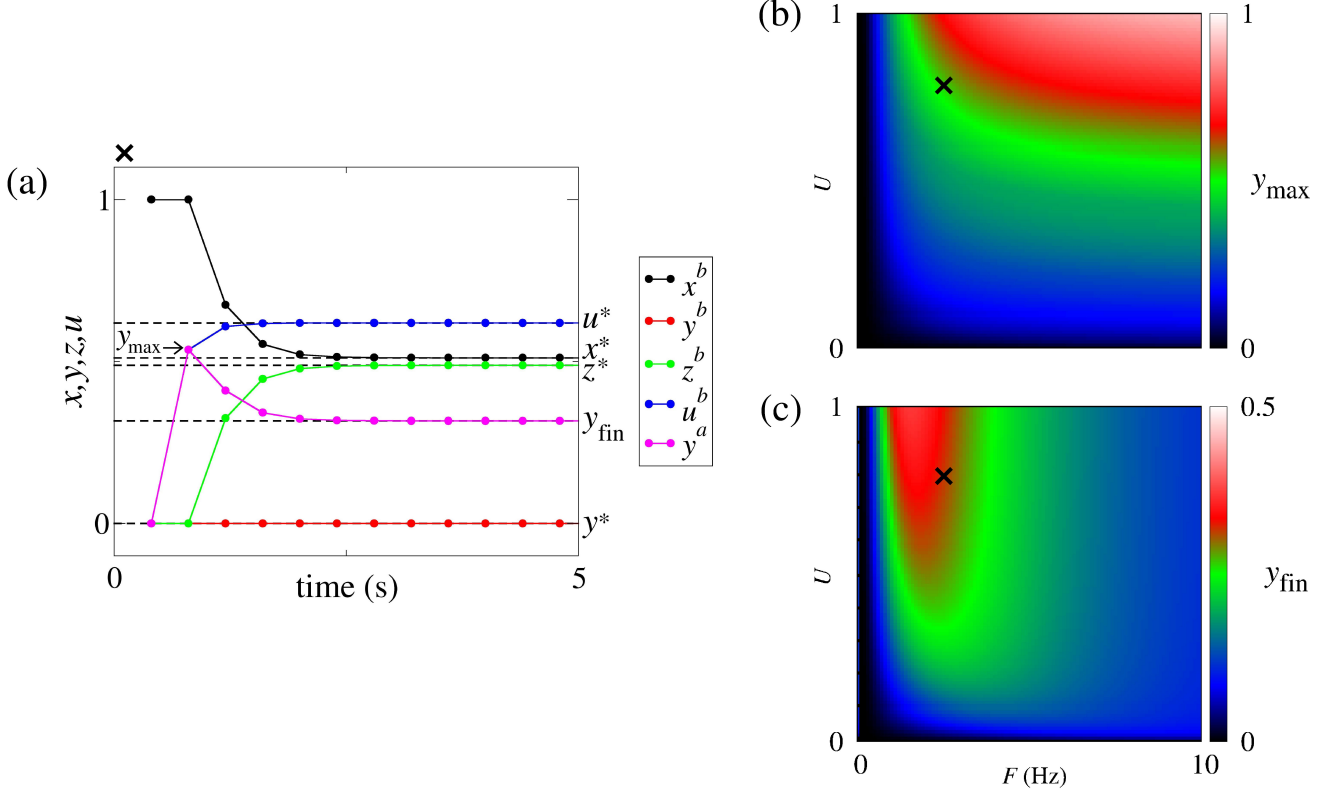 (a)
×
1
0
x,y,z,u
y_max
0
5
time (s)
u*
x*
z*
y_fin
y*
x^b
y^b
z^b
u^b
y^a
(b)
1
0
U
×
1
0
y_max
(c)
1
0
U
×
0
10
F (Hz)
0.5
0
y_fin